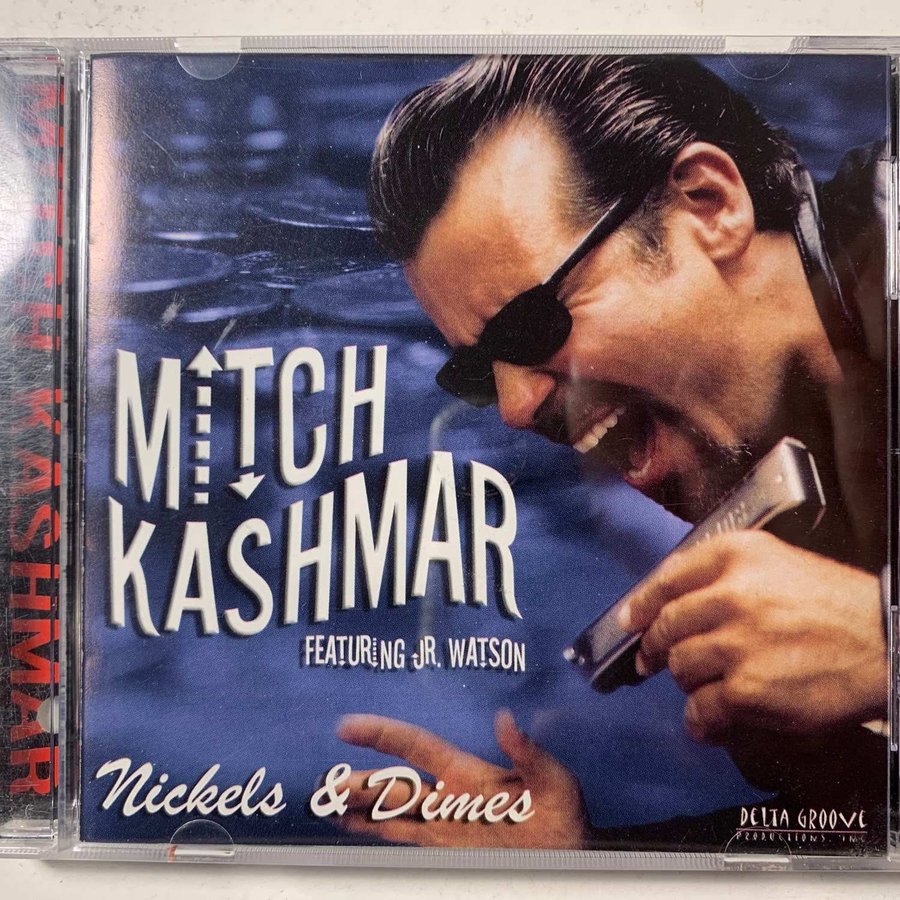 MITCH KASHMAR
MITCH
KASHMAR
FEATURING JR. WATSON
Nickels & Dimes
DELTA GROOVE
PRODUCTIONS, INC